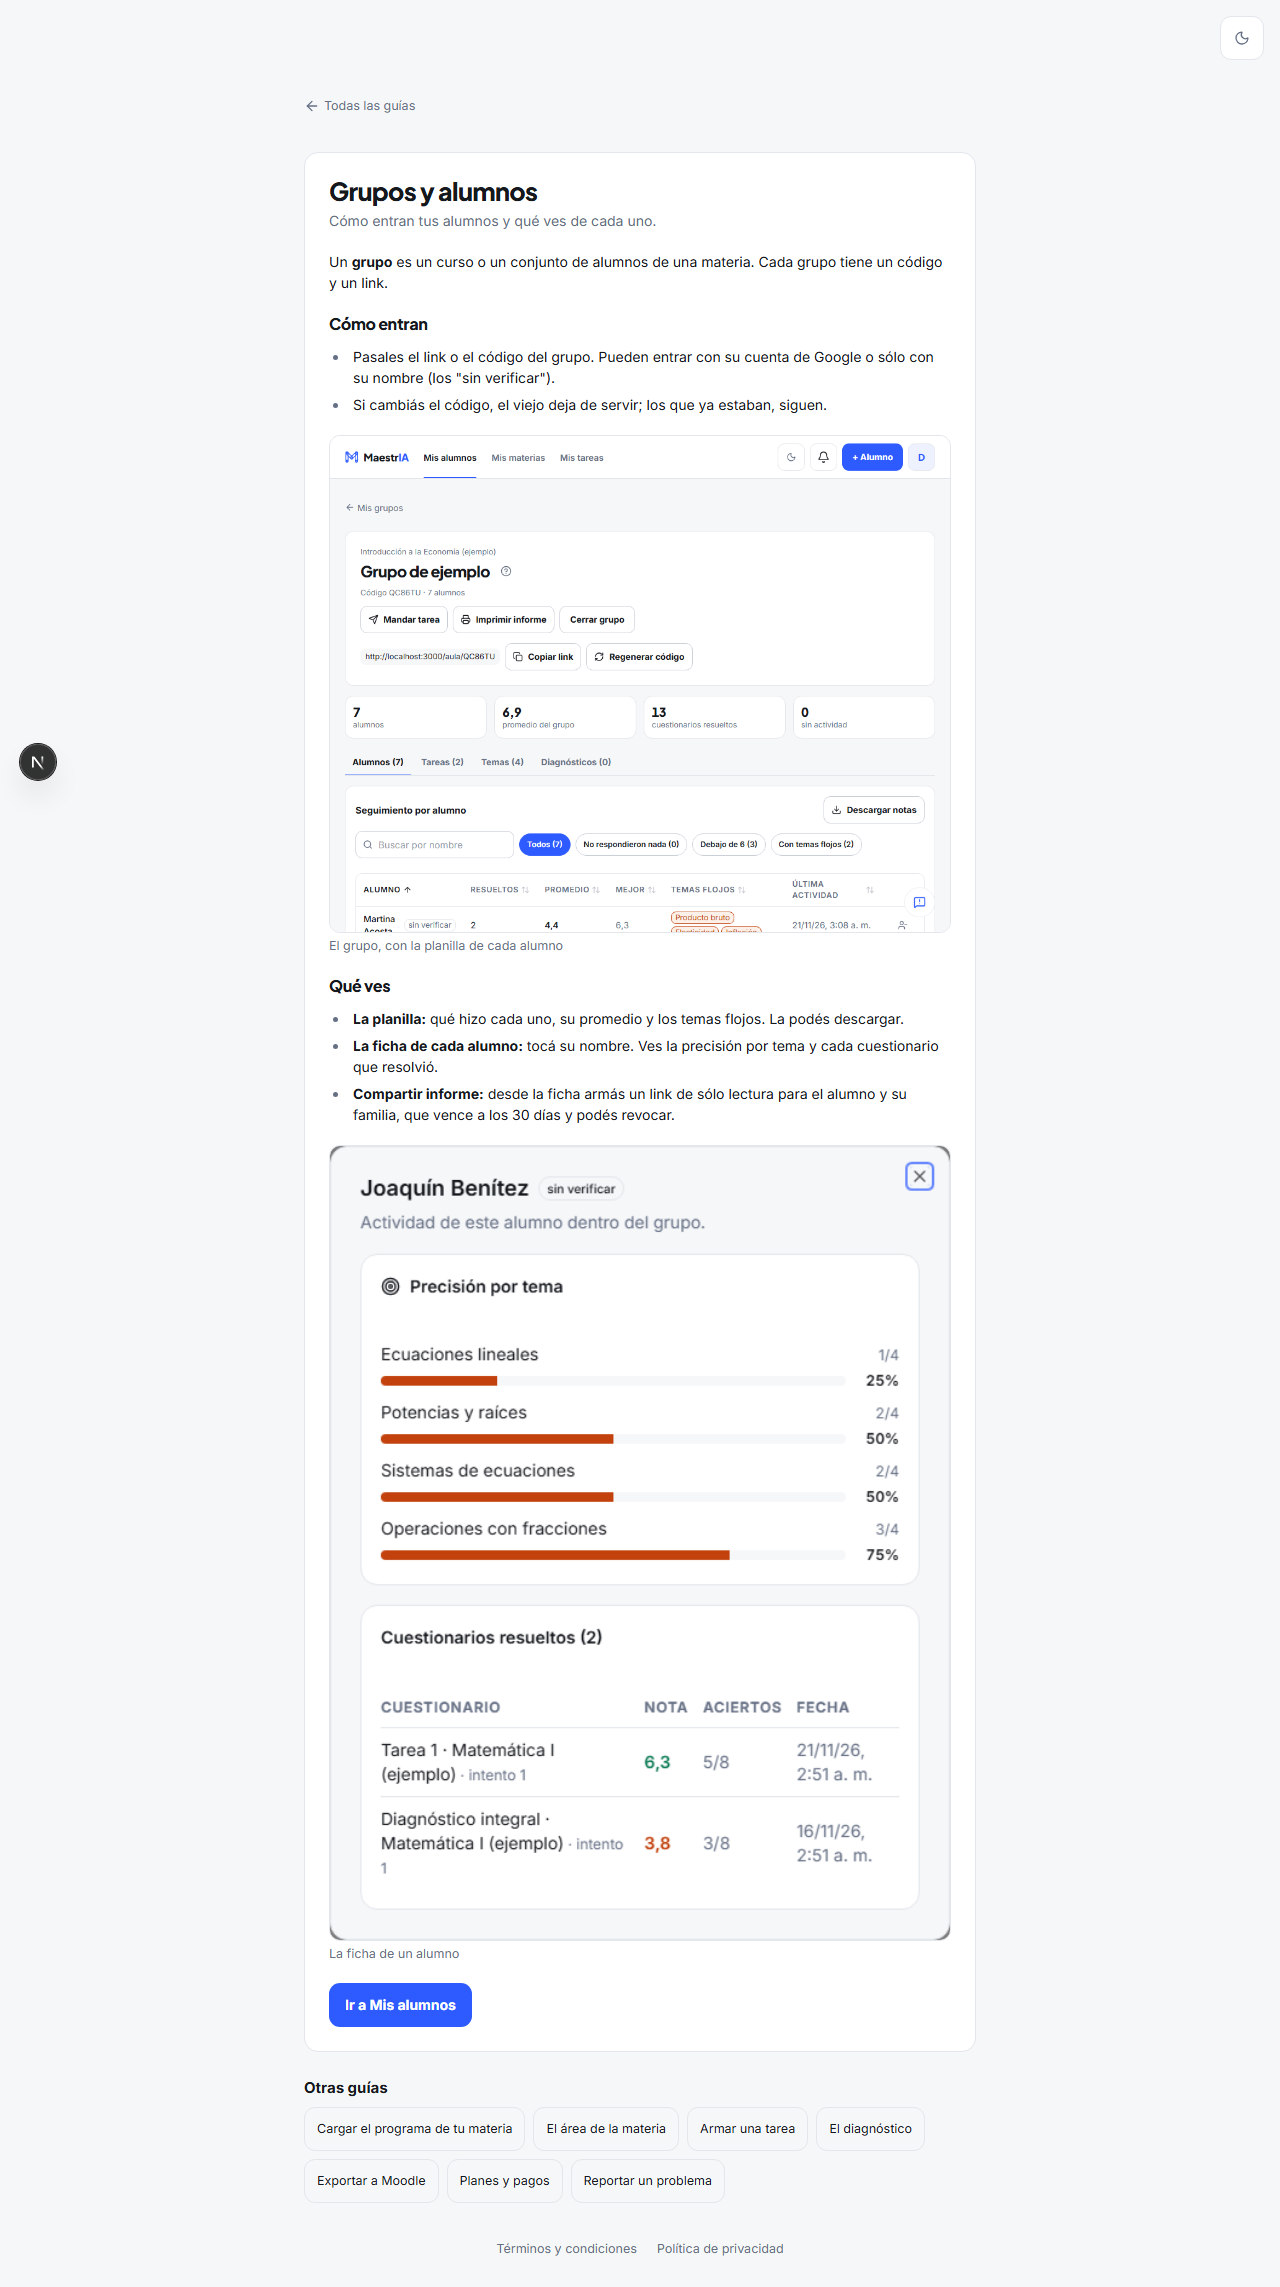 Todas las guías
Grupos y alumnos
Cómo entran tus alumnos y qué ves de cada uno.
Un grupo es un curso o un conjunto de alumnos de una materia. Cada grupo tiene un código
y un link.
Cómo entran
Pasales el link o el código del grupo. Pueden entrar con su cuenta de Google o sólo con
su nombre (los "sin verificar").
Si cambiás el código, el viejo deja de servir; los que ya estaban, siguen.
MaestrIA Mis alumnos Mis materias Mis tareas + Alumno D
Mis grupos
Introducción a la Economía (ejemplo)
Grupo de ejemplo
Código QC86TU · 7 alumnos
Mandar tarea Imprimir informe Cerrar grupo
http://localhost:3000/aula/QC86TU Copiar link Regenerar código
7 6,9 13 0
alumnos promedio del grupo cuestionarios resueltos sin actividad
Alumnos (7) Tareas (2) Temas (4) Diagnósticos (0)
Seguimiento por alumno Descargar notas
Buscar por nombre Todos (7) No respondieron nada (0) Debajo de 6 (3) Con temas flojos (2)
ALUMNO RESUELTOS PROMEDIO MEJOR TEMAS FLOJOS ÚLTIMA ACTIVIDAD
Martina Acosta sin verificar 2 4,4 6,3 Producto bruto Elasticidad Inflación 21/11/26, 3:08 a. m.
El grupo, con la planilla de cada alumno
Qué ves
La planilla: qué hizo cada uno, su promedio y los temas flojos. La podés descargar.
La ficha de cada alumno: tocá su nombre. Ves la precisión por tema y cada cuestionario
que resolvió.
Compartir informe: desde la ficha armás un link de sólo lectura para el alumno y su
familia, que vence a los 30 días y podés revocar.
Joaquín Benítez sin verificar
Actividad de este alumno dentro del grupo.
Precisión por tema
Ecuaciones lineales 1/4
25%
Potencias y raíces 2/4
50%
Sistemas de ecuaciones 2/4
50%
Operaciones con fracciones 3/4
75%
Cuestionarios resueltos (2)
CUESTIONARIO NOTA ACIERTOS FECHA
Tarea 1 · Matemática I (ejemplo) · intento 1 6,3 5/8 21/11/26, 2:51 a. m.
Diagnóstico integral · Matemática I (ejemplo) · intento 1 3,8 3/8 16/11/26, 2:51 a. m.
La ficha de un alumno
Ir a Mis alumnos
Otras guías
Cargar el programa de tu materia El área de la materia Armar una tarea El diagnóstico
Exportar a Moodle Planes y pagos Reportar un problema
Términos y condiciones Política de privacidad